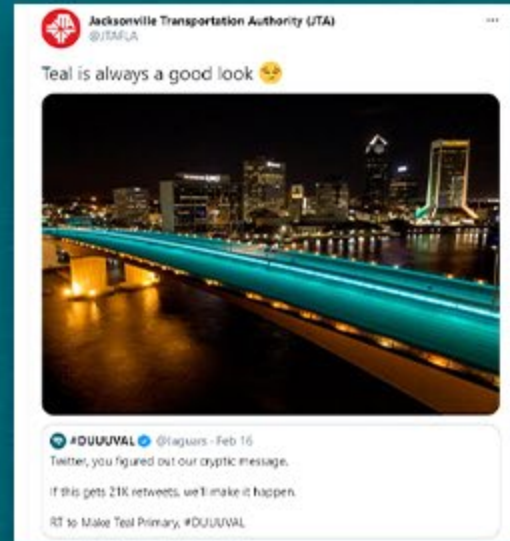 Jacksonville Transportation Authority (JTA)
@JTAFLA
Teal is always a good look
#DUUUVAL @Jaguars · Feb 16
Twitter, you figured out our cryptic message.
If this gets 21K retweets, we'll make it happen.
RT to Make Teal Primary, #DUUUVAL